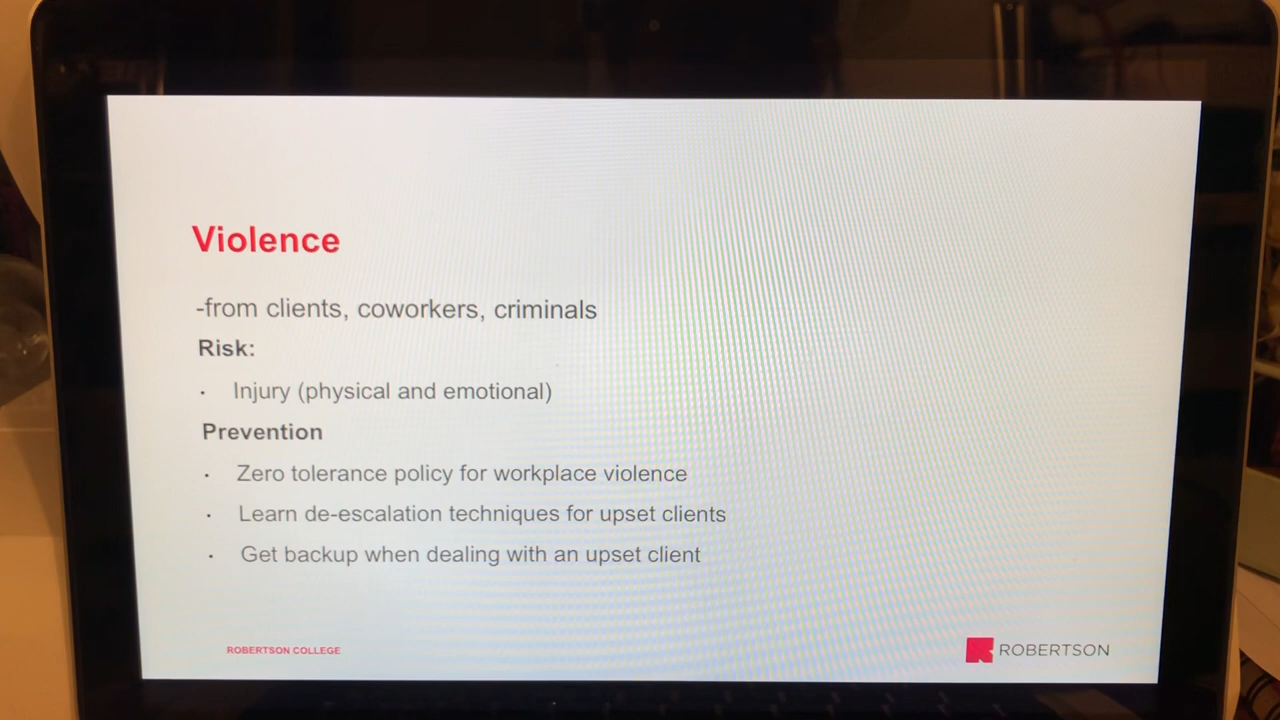 Violence
-from clients, coworkers, criminals
Risk:
· Injury (physical and emotional)
Prevention
· Zero tolerance policy for workplace violence
· Learn de-escalation techniques for upset clients
· Get backup when dealing with an upset client
ROBERTSON COLLEGE
ROBERTSON